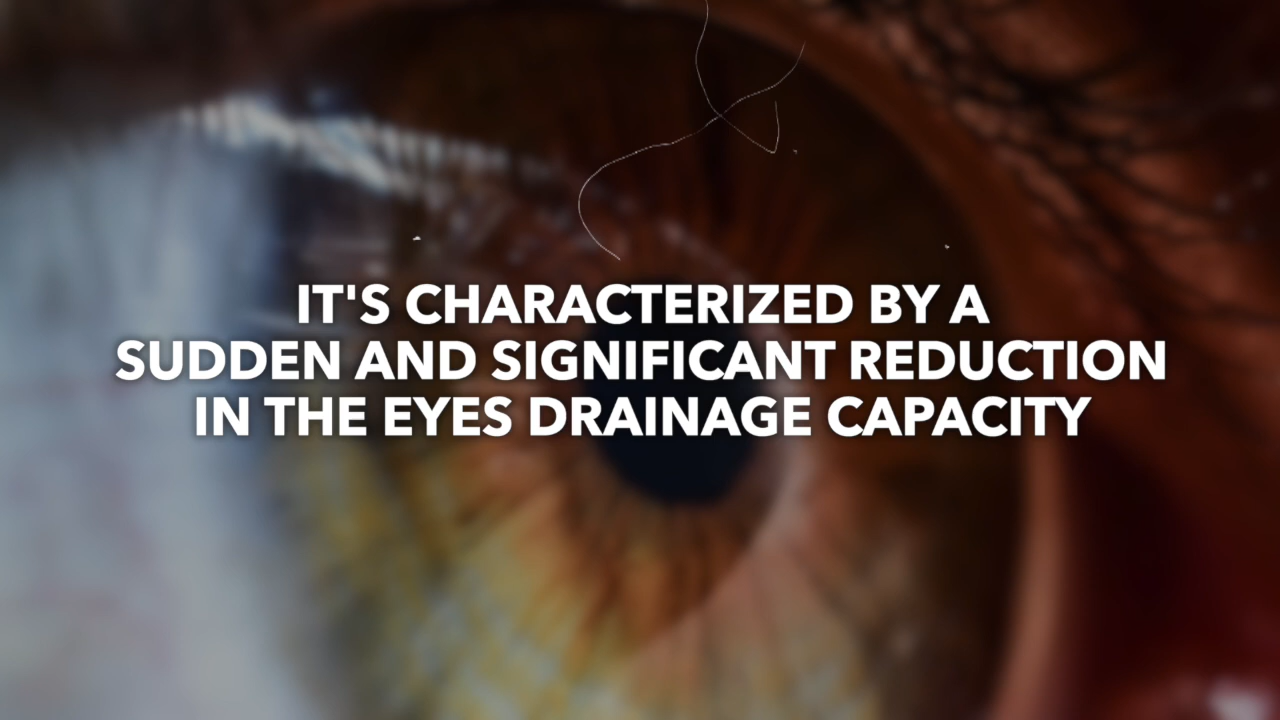 IT'S CHARACTERIZED BY A
SUDDEN AND SIGNIFICANT REDUCTION
IN THE EYES DRAINAGE CAPACITY